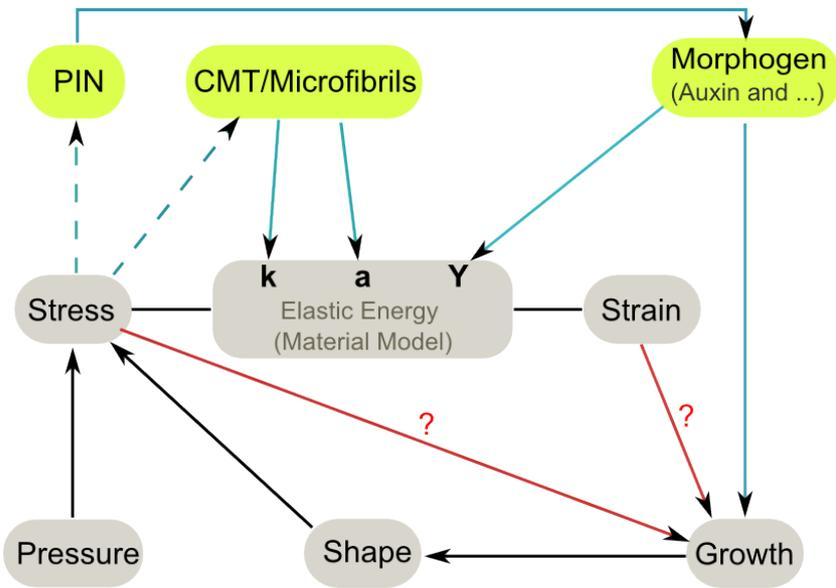 PIN
CMT/Microfibrils
Morphogen
(Auxin and ...)
k
a
Y
Stress
Elastic Energy
(Material Model)
Strain
?
?
Pressure
Shape
Growth